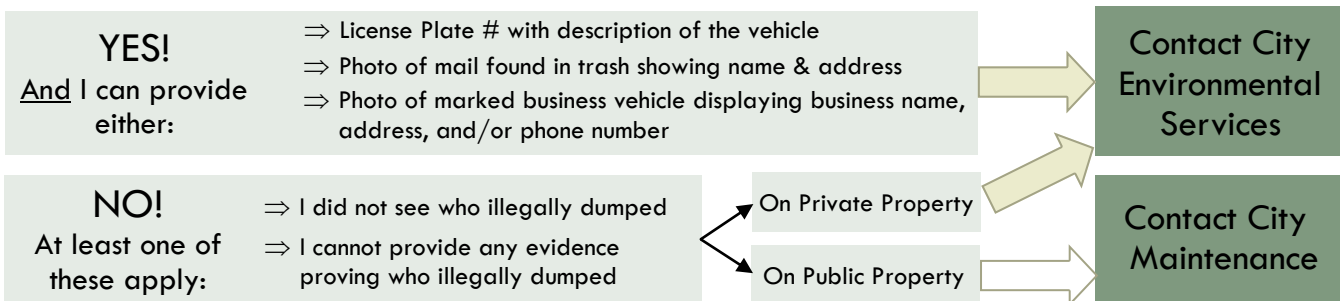 YES!
And I can provide
either:
⇒ License Plate # with description of the vehicle
⇒ Photo of mail found in trash showing name & address
⇒ Photo of marked business vehicle displaying business name,
address, and/or phone number
Contact City
Environmental
Services
NO!
At least one of
these apply:
⇒ I did not see who illegally dumped
⇒ I cannot provide any evidence
proving who illegally dumped
On Private Property
On Public Property
Contact City
Maintenance